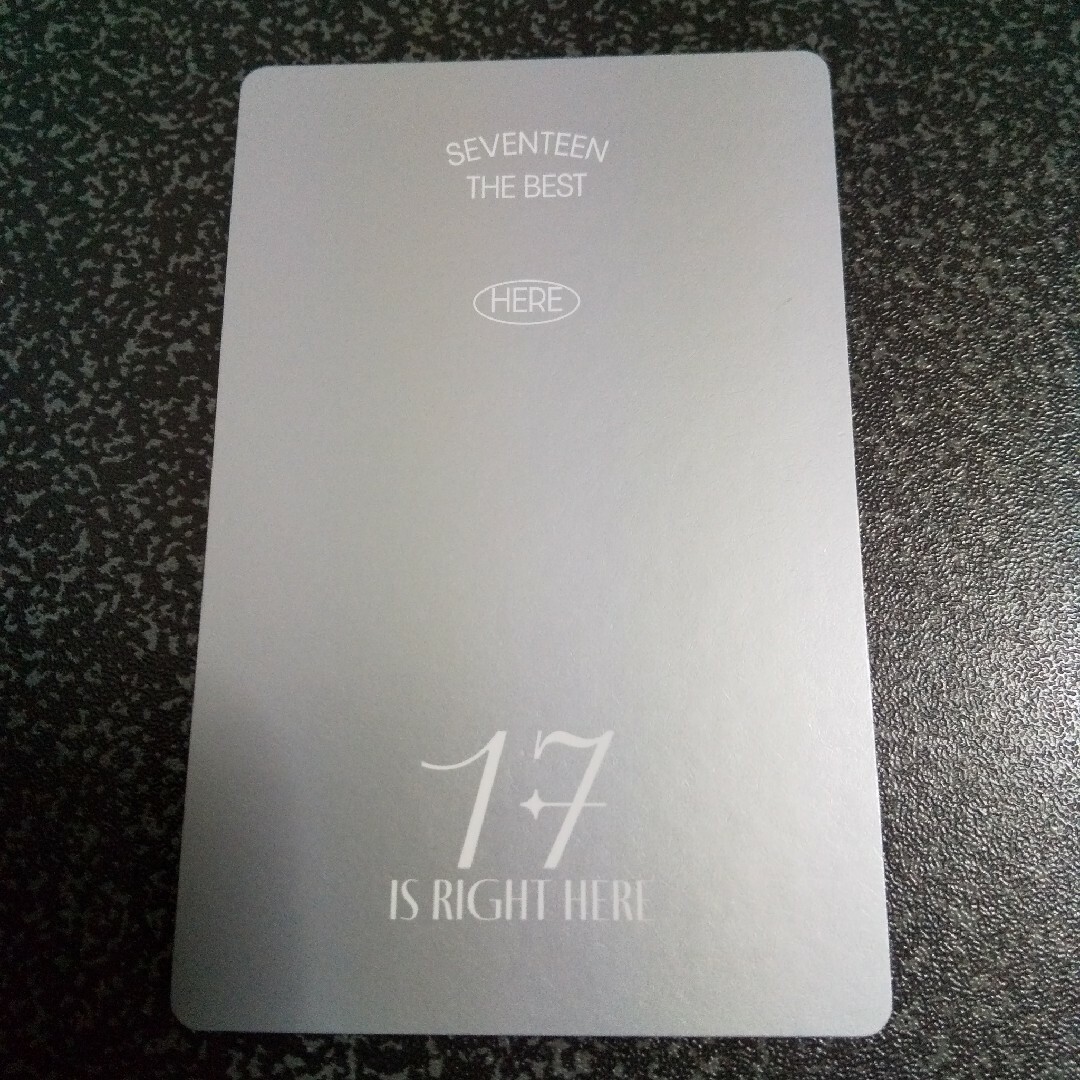 SEVENTEEN
THE BEST
HERE
17
IS RIGHT HERE